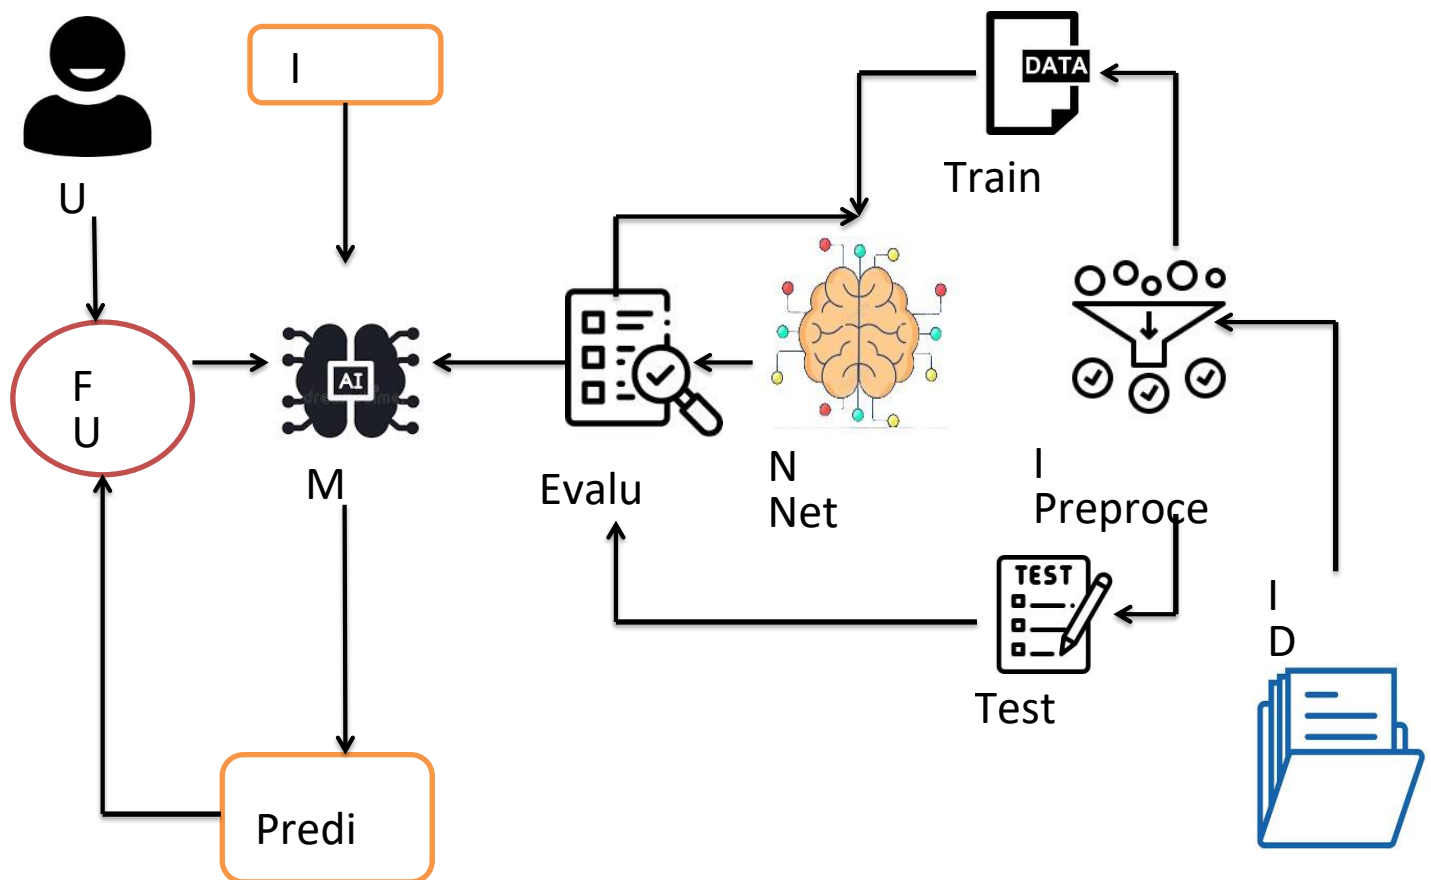 I
DATA
Train
U
F
U
AI
M
Evalu
N
Net
I
Preproce
TEST
Test
I
D
Predi